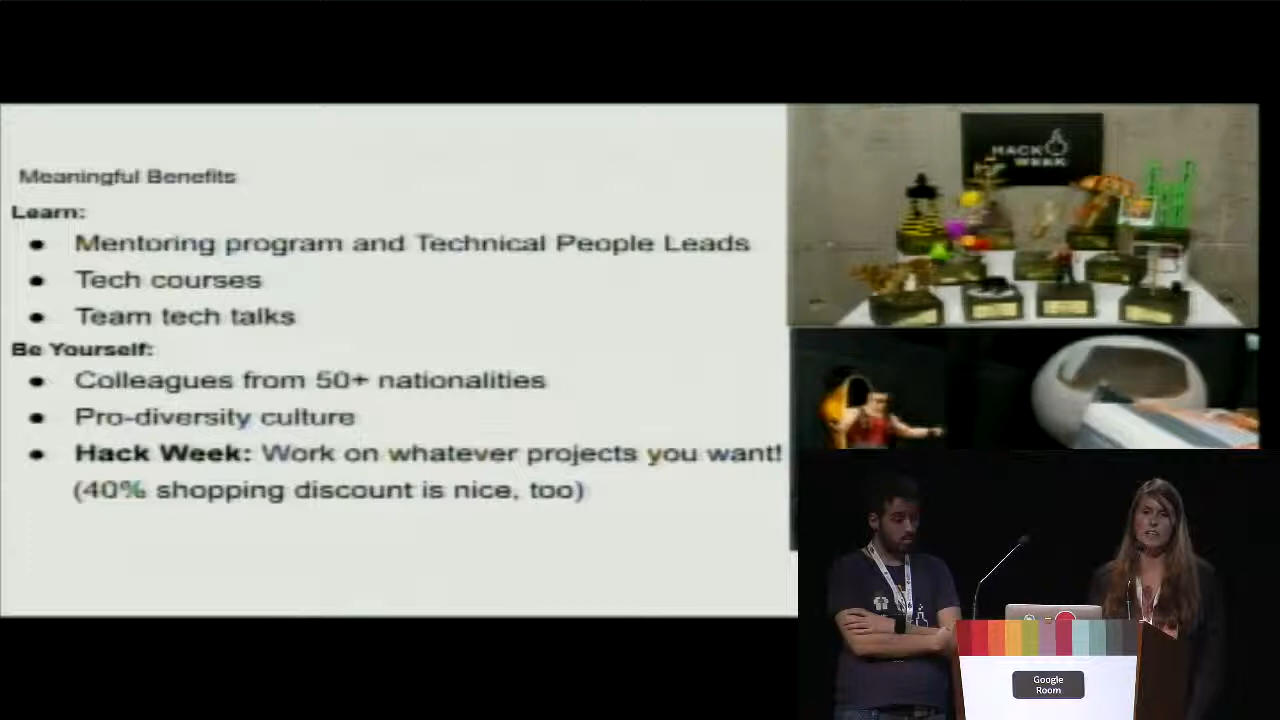 Meaningful Benefits
Learn:
● Mentoring program and Technical People Leads
● Tech courses
● Team tech talks
Be Yourself:
● Colleagues from 50+ nationalities
● Pro-diversity culture
● Hack Week: Work on whatever projects you want!
(40% shopping discount is nice, too)
HACK
WEEK
Google
Room